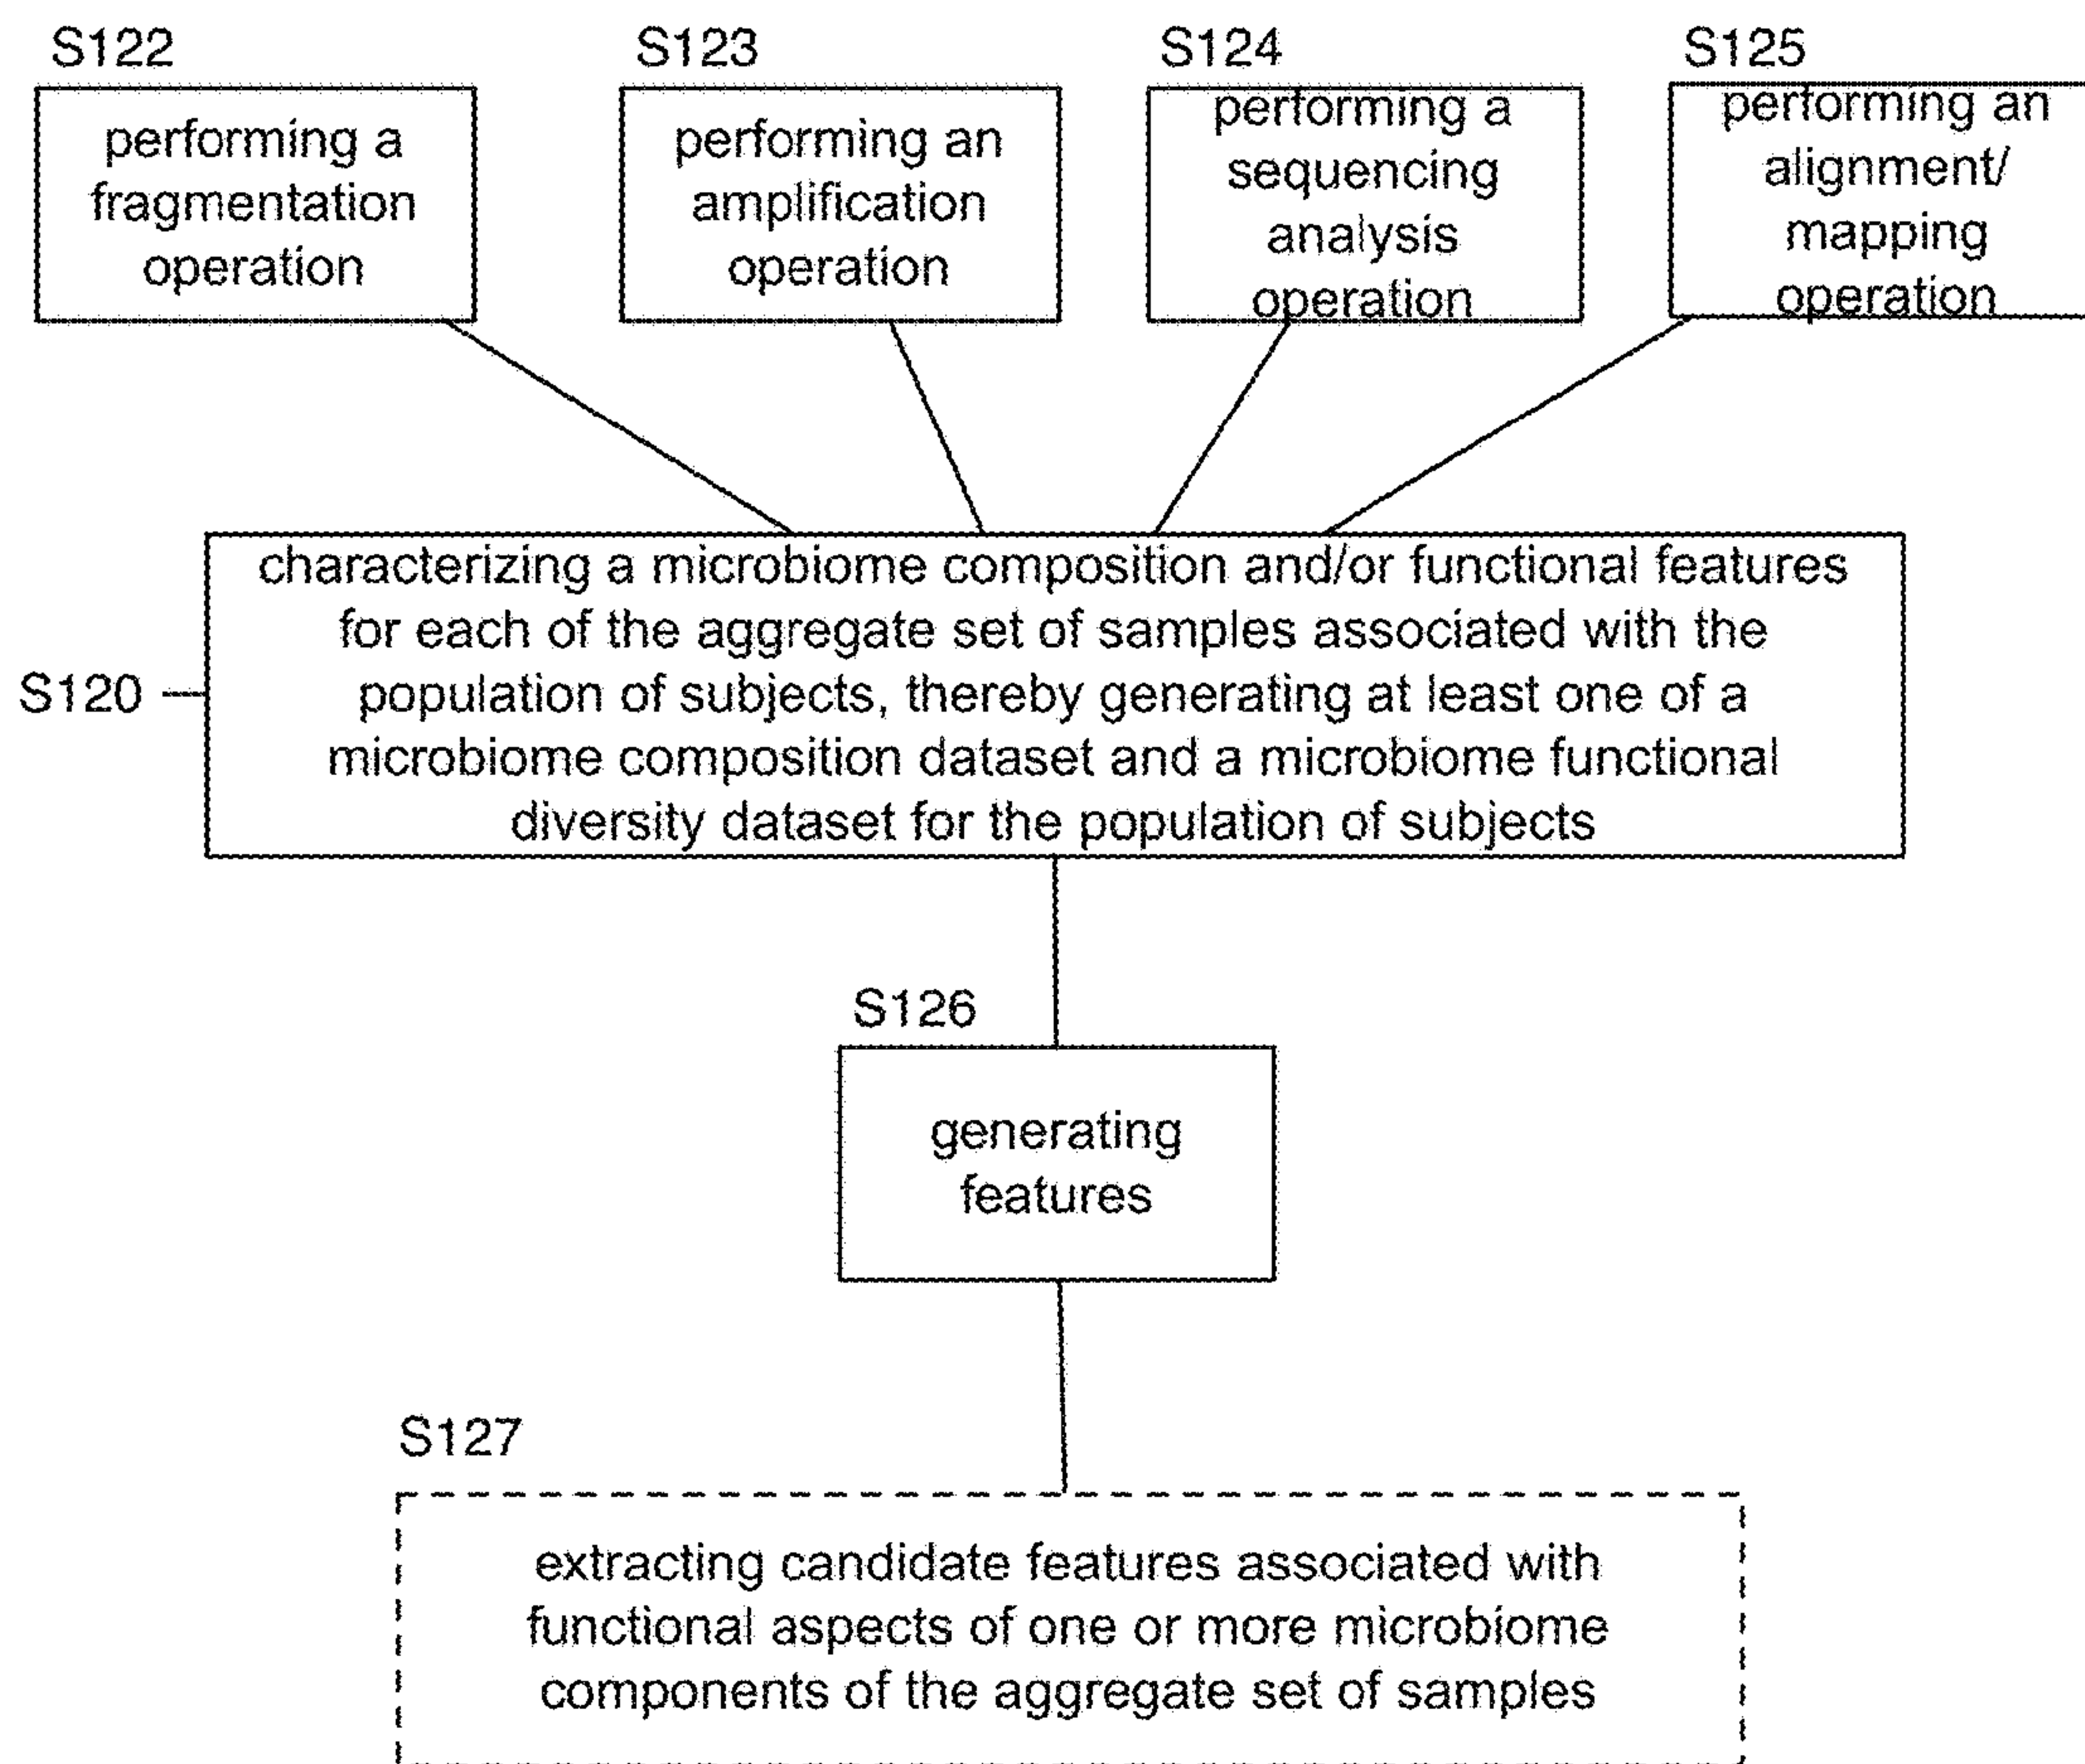 S122
performing a
fragmentation
operation
S123
performing an
amplification
operation
S124
performing a
sequencing
analysis
operation
S125
performing an
alignment/
mapping
operation
S120
characterizing a microbiome composition and/or functional features
for each of the aggregate set of samples associated with the
population of subjects, thereby generating at least one of a
microbiome composition dataset and a microbiome functional
diversity dataset for the population of subjects
S126
generating
features
S127
extracting candidate features associated with
functional aspects of one or more microbiome
components of the aggregate set of samples